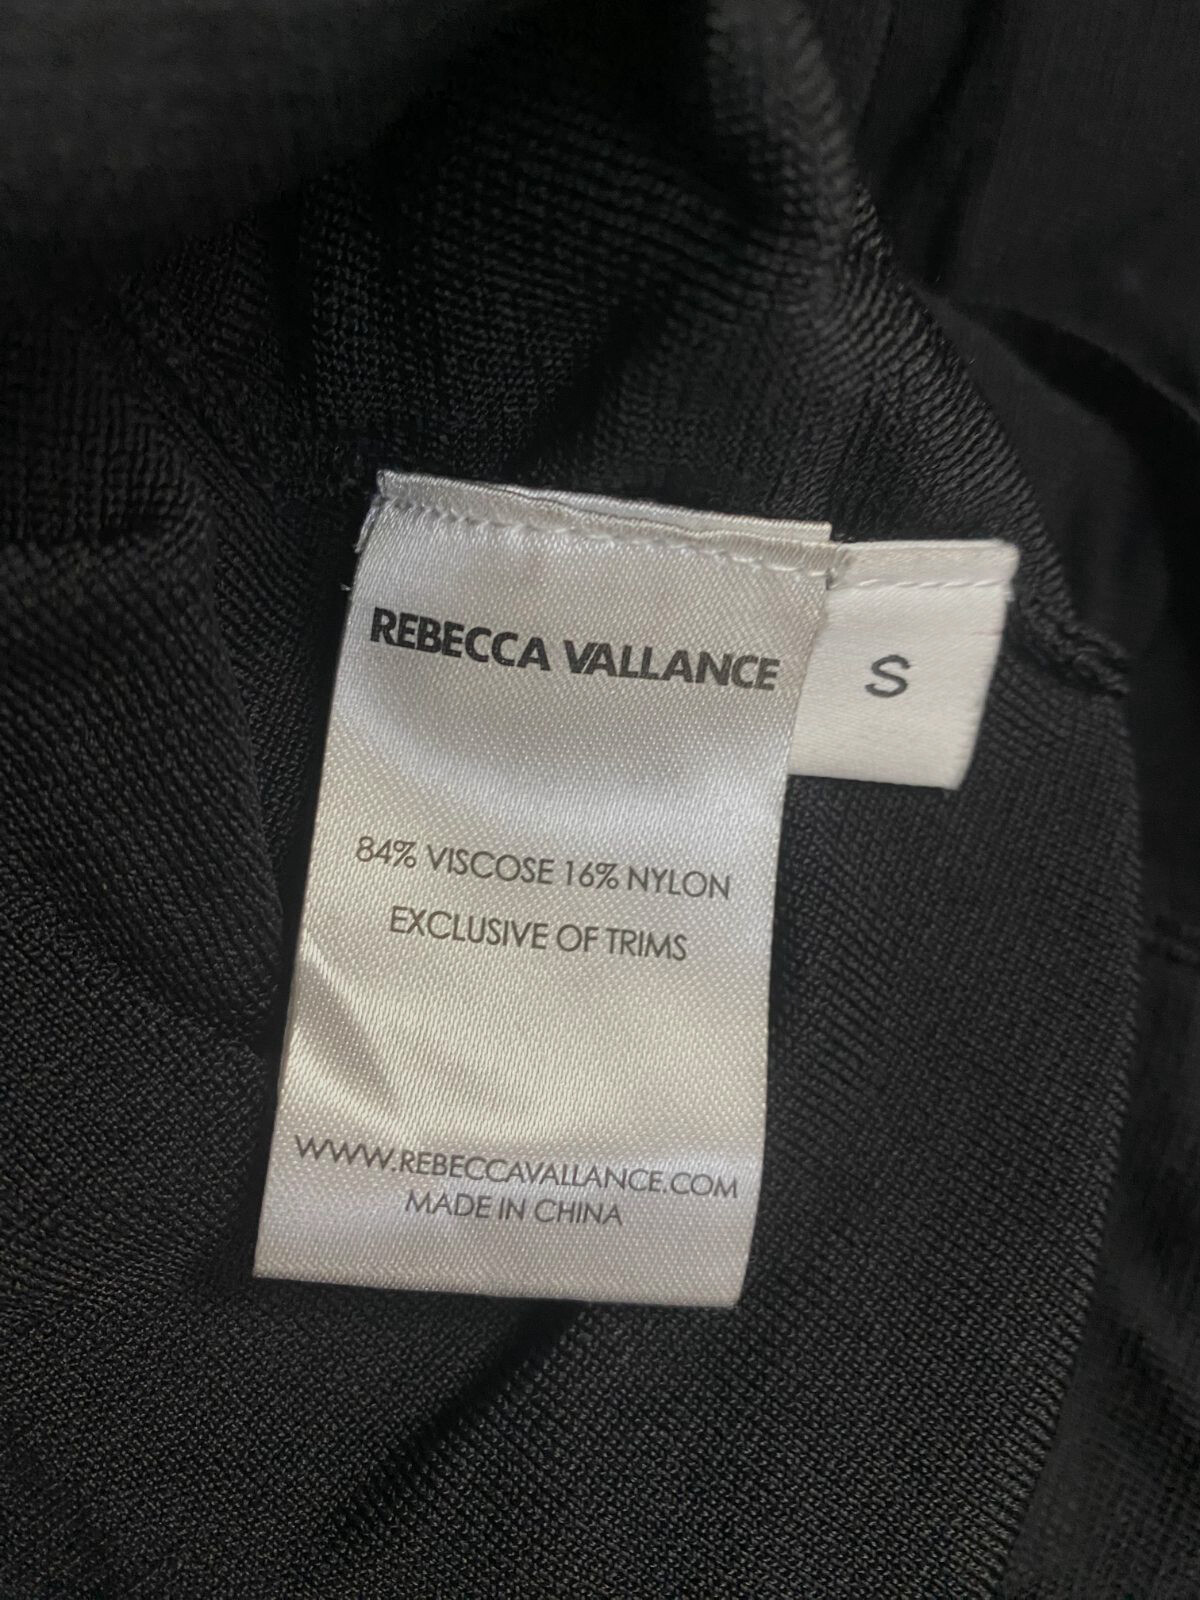 REBECCA VALLANCE
S
84% VISCOSE 16% NYLON
EXCLUSIVE OF TRIMS
WWW.REBECCAVALLANCE.COM
MADE IN CHINA